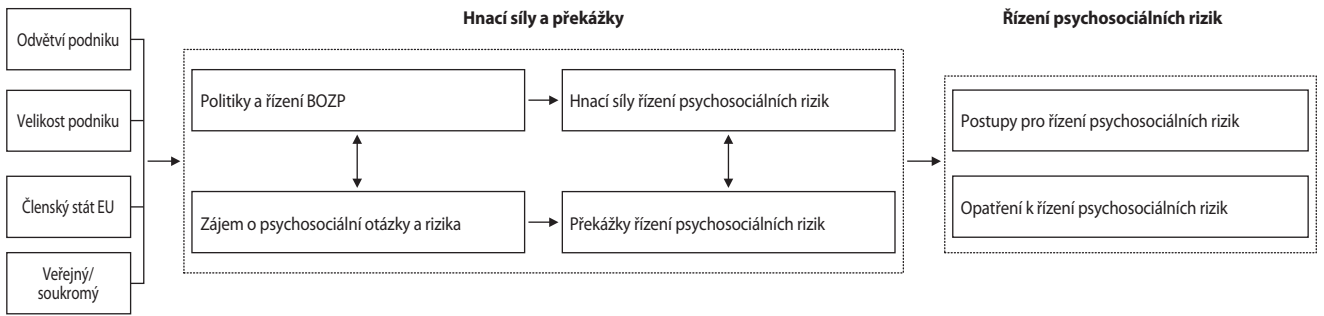 Hnací síly a překážky
Řízení psychosociálních rizik
Odvětví podniku
Velikost podniku
Členský stát EU
Veřejný/
soukromý
Politiky a řízení BOZP
Hnací síly řízení psychosociálních rizik
Zájem o psychosociální otázky a rizika
Překážky řízení psychosociálních rizik
Postupy pro řízení psychosociálních rizik
Opatření k řízení psychosociálních rizik